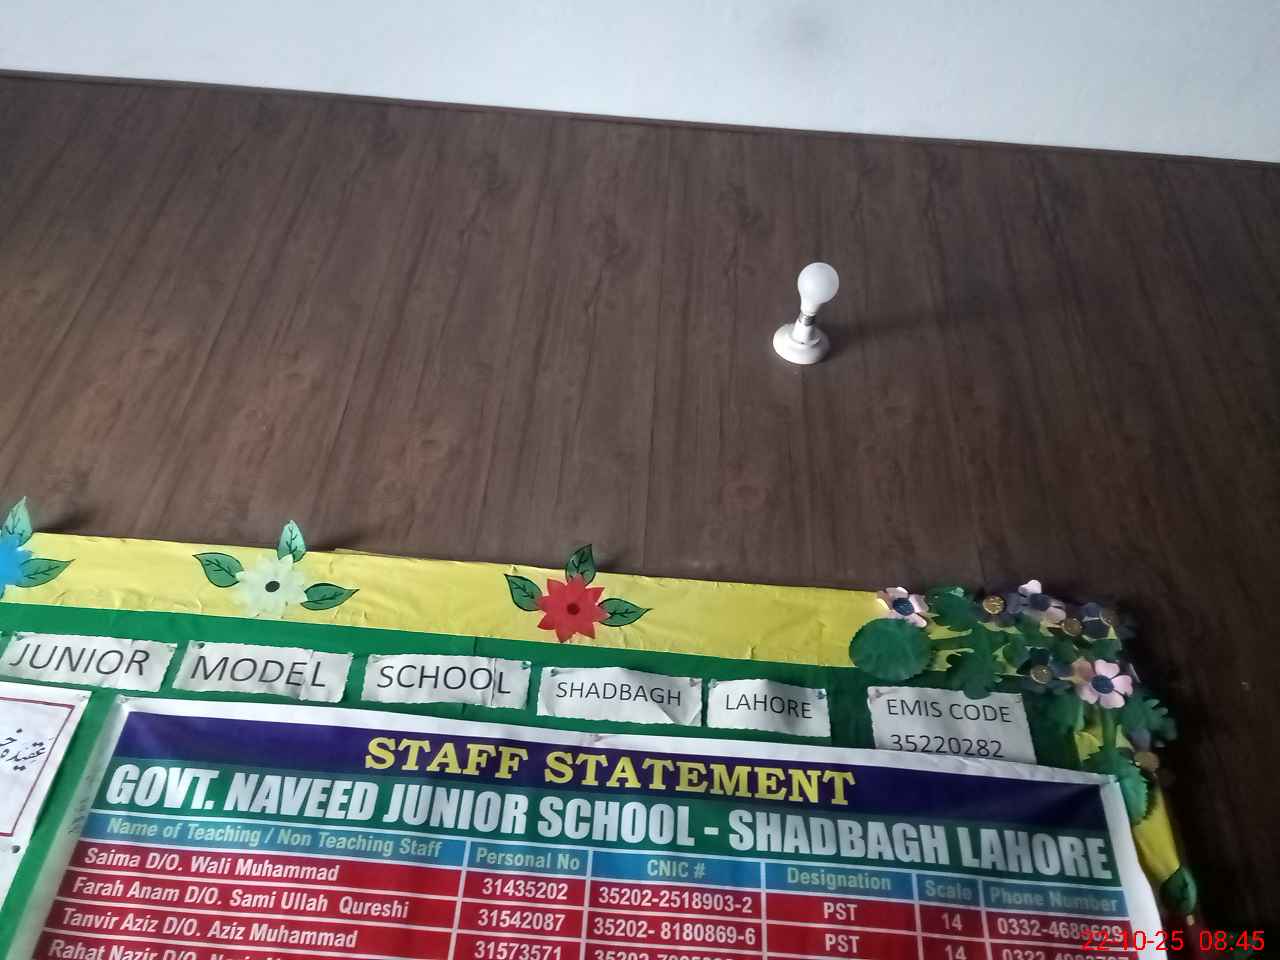 JUNIOR MODEL SCHOOL SHADBAGH LAHORE
EMIS CODE
35220282
عقیدہ
STAFF STATEMENT
GOVT. NAVEED JUNIOR SCHOOL - SHADBAGH LAHORE
Name of Teaching / Non Teaching Staff Personal No CNIC # Designation Scale Phone Number
Saima D/O. Wali Muhammad 31435202 35202-2518903-2 PST 14
Farah Anam D/O. Sami Ullah Qureshi 31542087 35202- 8180869-6 PST 14
Tanvir Aziz D/O. Aziz Muhammad 31573571
Rahat Nazir D/O.
22-10-25 08:45